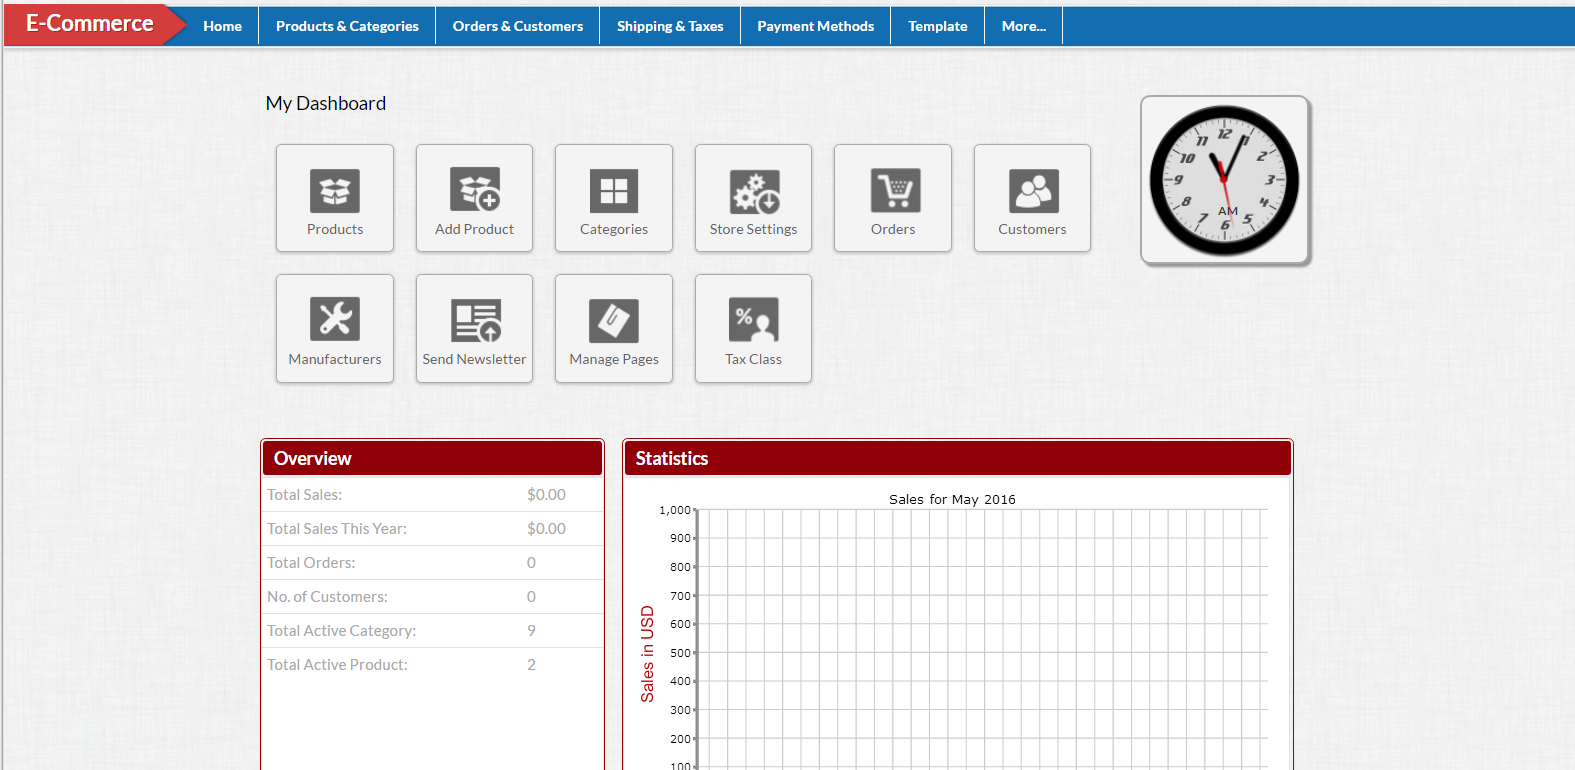 E-Commerce
Home
Products & Categories
Orders & Customers
Shipping & Taxes
Payment Methods
Template
More...
My Dashboard
Products
Add Product
Categories
Store Settings
Orders
Customers
12
1
2
3
4
5
6
7
8
9
10
11
AM
Manufacturers
Send Newsletter
Manage Pages
%
Tax Class
Overview
Total Sales: $0.00
Total Sales This Year: $0.00
Total Orders: 0
No. of Customers: 0
Total Active Category: 9
Total Active Product: 2
Statistics
Sales for May 2016
Sales in USD
1,000
900
800
700
600
500
400
300
200
100